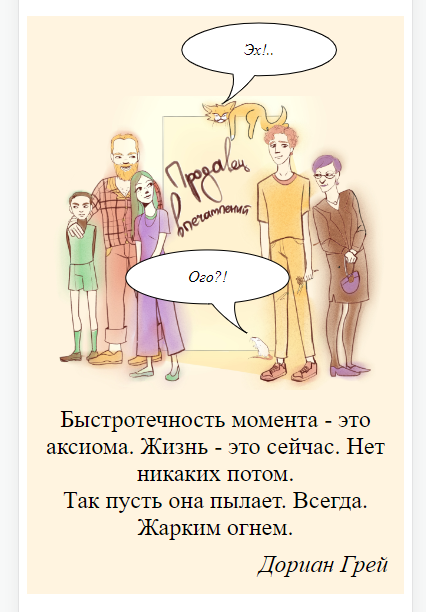 Эх!..
Продавец
впечатлений
Ого?!
Быстротечность момента - это
аксиома. Жизнь - это сейчас. Нет
никаких потом.
Так пусть она пылает. Всегда.
Жарким огнем.
Дориан Грей